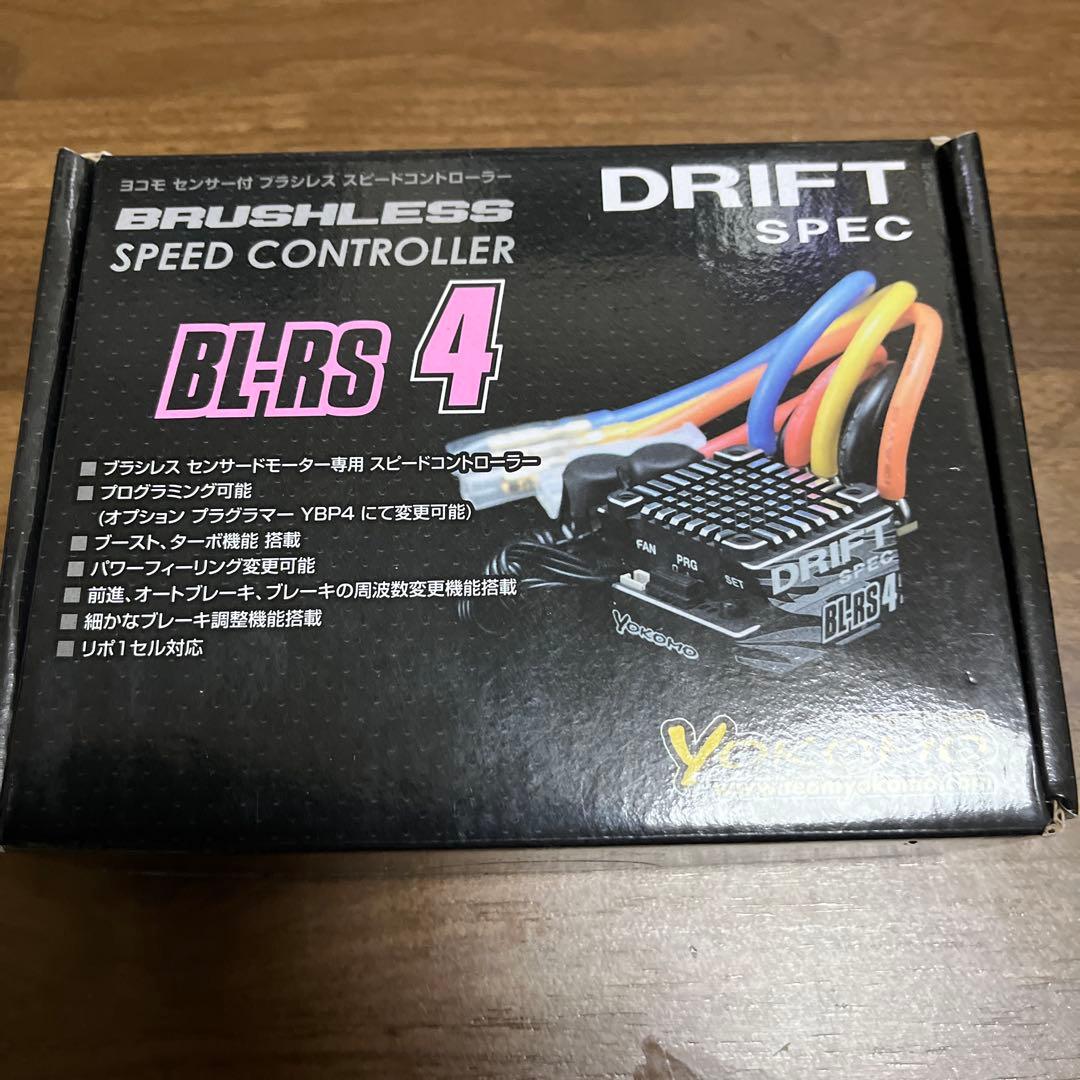 ヨコモ センサー付 ブラシレス スピードコントローラー
BRUSHLESS
SPEED CONTROLLER
DRIFT
SPEC
BL-RS 4
■ ブラシレス センサードモーター専用 スピードコントローラー
■ プログラミング可能
(オプション プラグラマー YBP4 にて変更可能)
■ ブースト、ターボ機能 搭載
■ パワーフィーリング変更可能
■ 前進、オートブレーキ、ブレーキの周波数変更機能搭載
■ 細かなブレーキ調整機能搭載
■ リポ1セル対応
FAN
PRG
SET
DRIFT
SPEC
BL-RS 4
YOKOMO
YOKOMO
www.teamyokomo.com